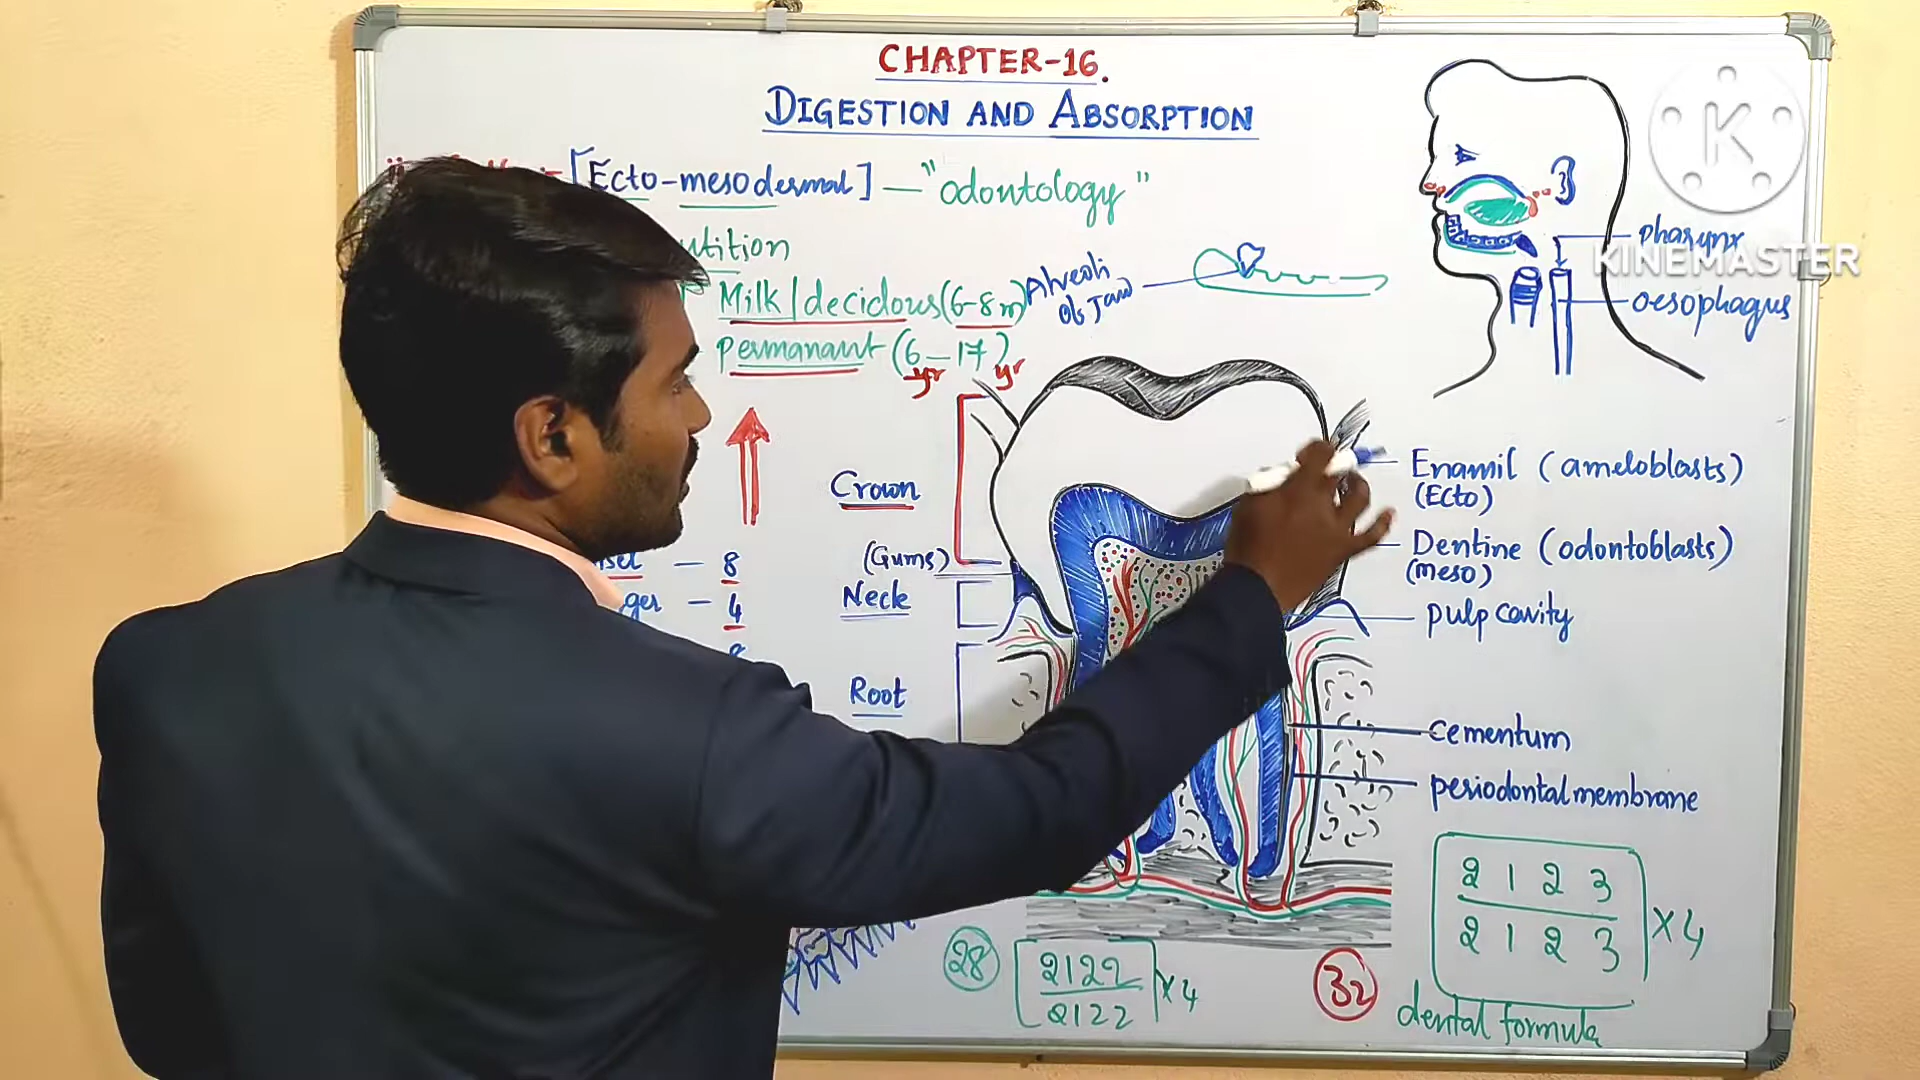 CHAPTER-16.
DIGESTION AND ABSORPTION
[Ecto-mesodermal] — "odontology"
Milk/decidous (6-8m)
permanant (6-17)
yr yr
Alveoli
of Jaw
pharynx
KINEMASTER
oesophagus
K
Crown
(Gums)
Neck
Root
- 8
- 4
Enamil (ameloblasts)
(Ecto)
Dentine (odontoblasts)
(meso)
pulp cavity
cementum
periodontal membrane
28
2122
2122
×4
32
2 1 2 3
2 1 2 3
×4
dental formula